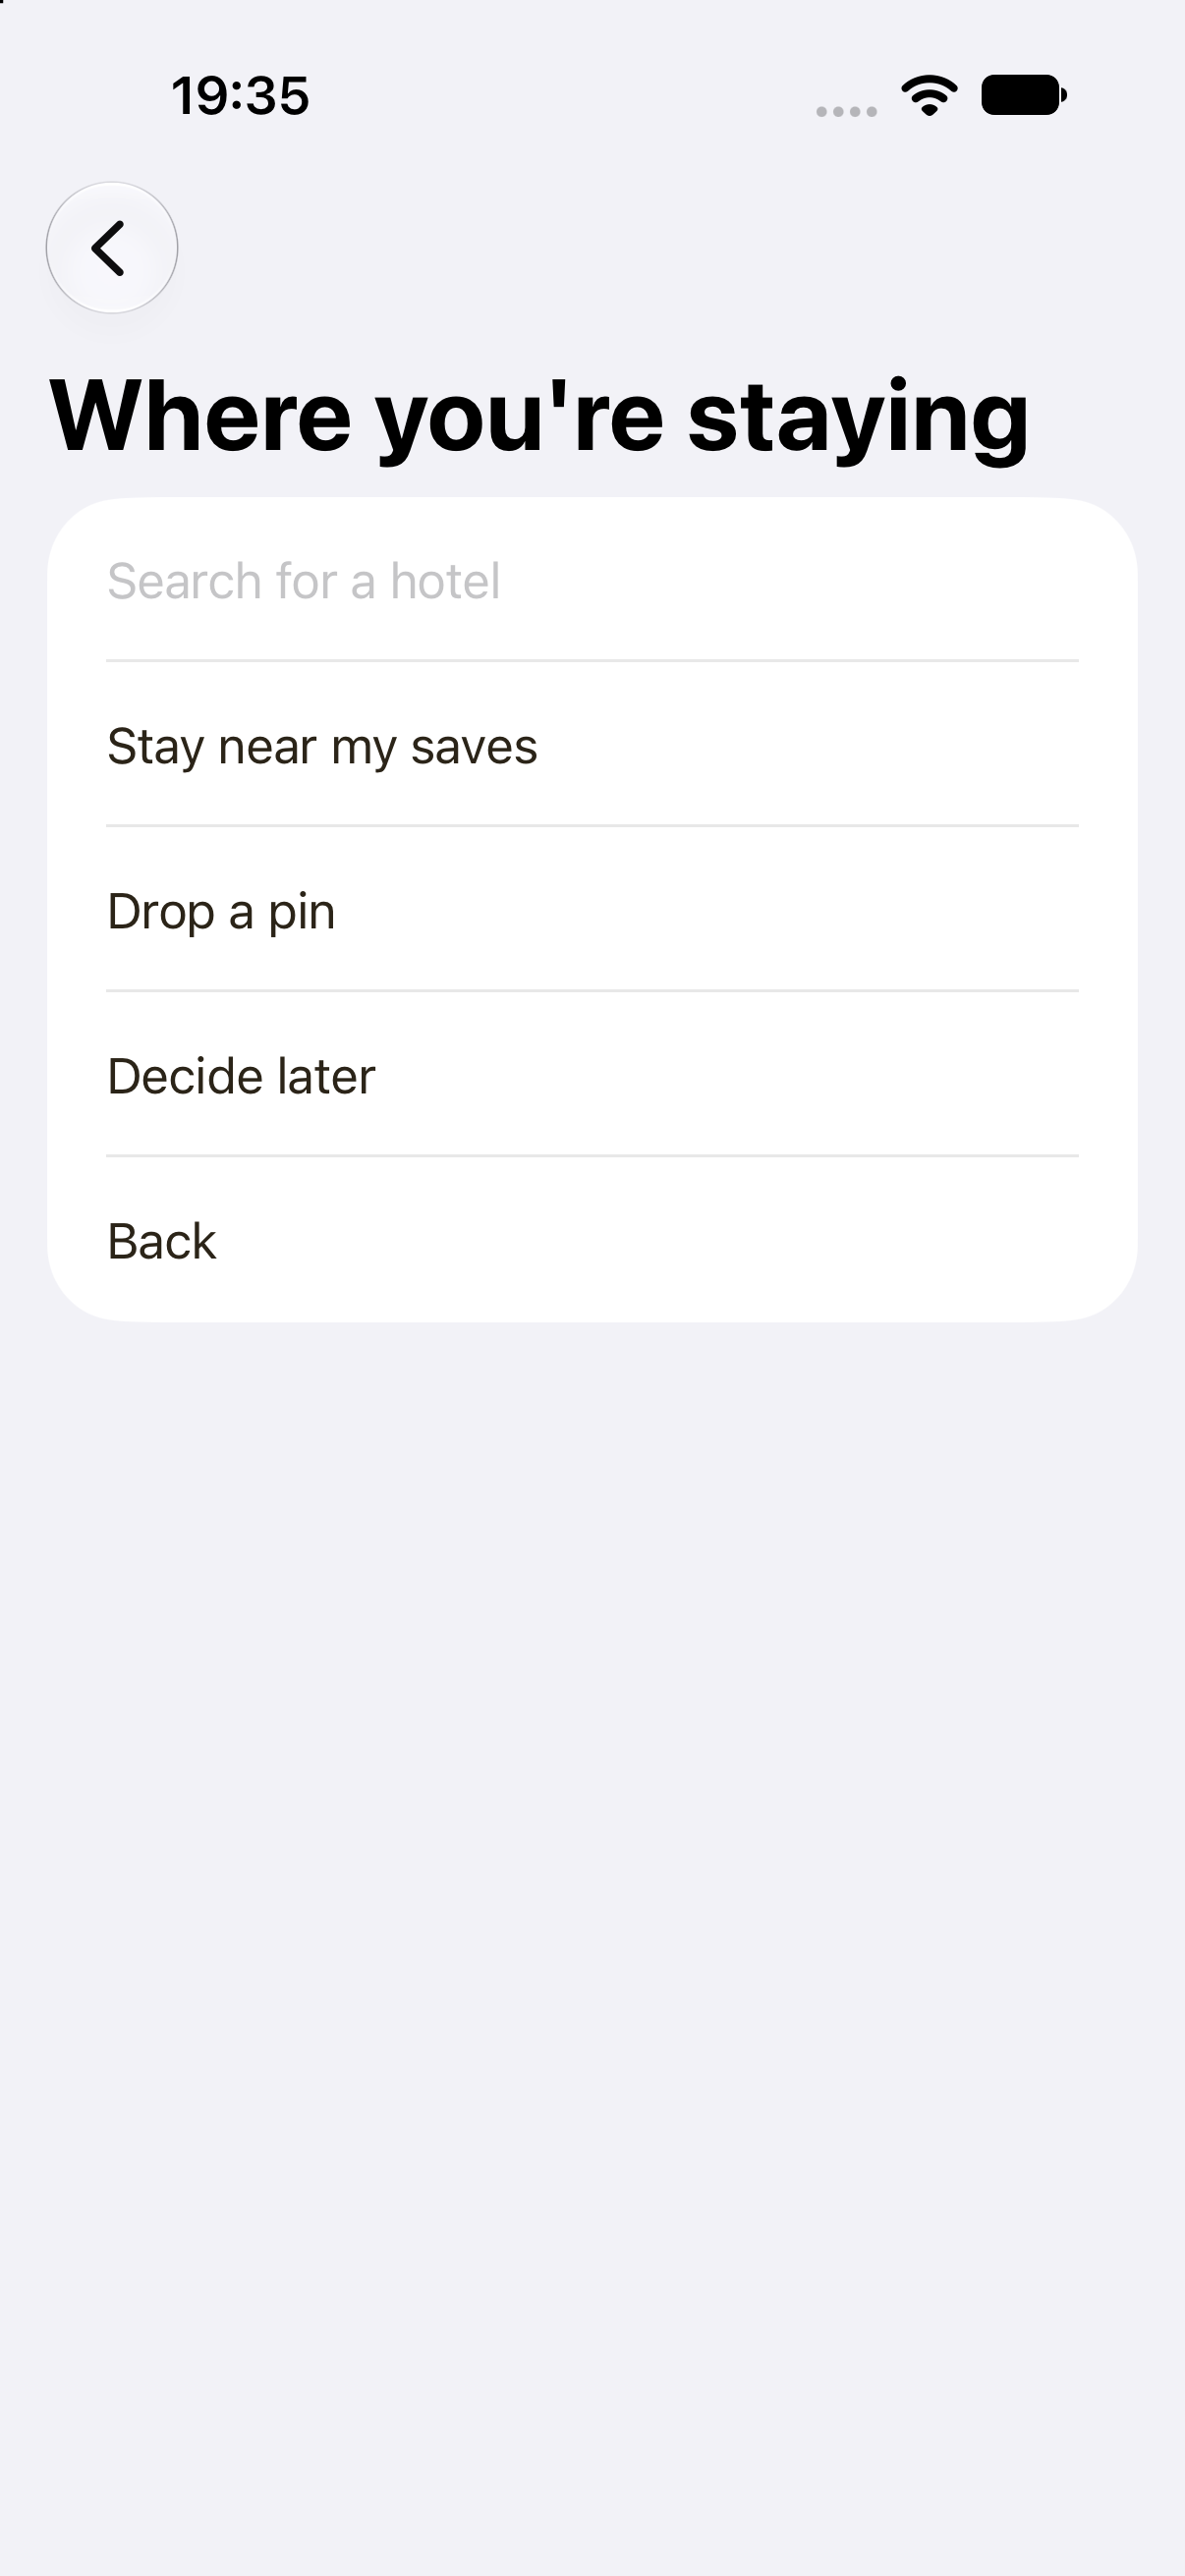 19:35
Where you're staying
Search for a hotel
Stay near my saves
Drop a pin
Decide later
Back